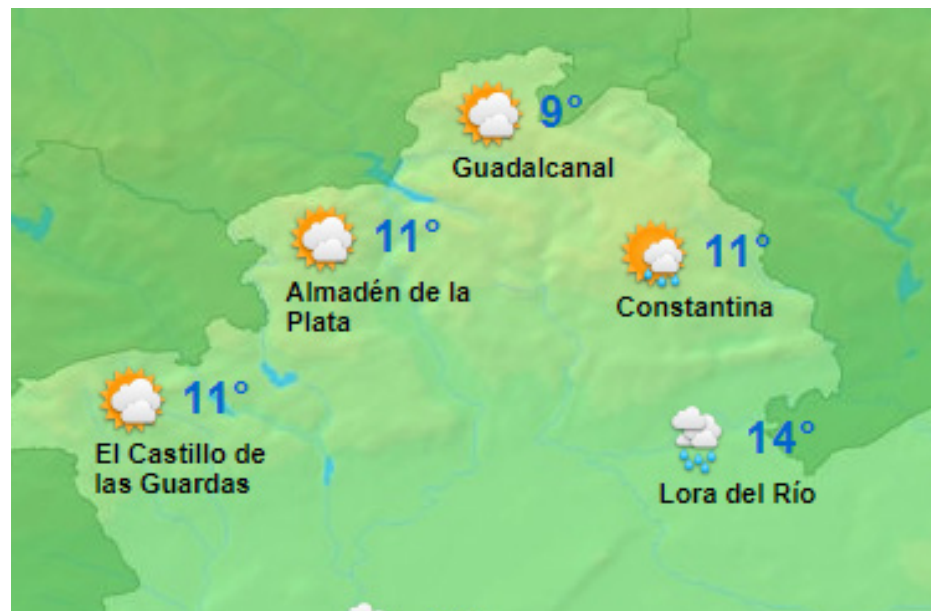 9°
Guadalcanal
11°
Almadén de la
Plata
11°
Constantina
11°
El Castillo de
las Guardas
14°
Lora del Río